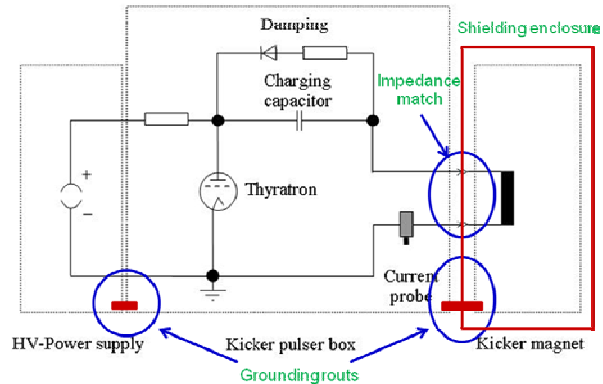 Damping
Shielding enclosure
Charging
capacitor
Impedance
match
+
−
Thyratron
Current
probe
HV-Power supply
Kicker pulser box
Kicker magnet
Grounding routs